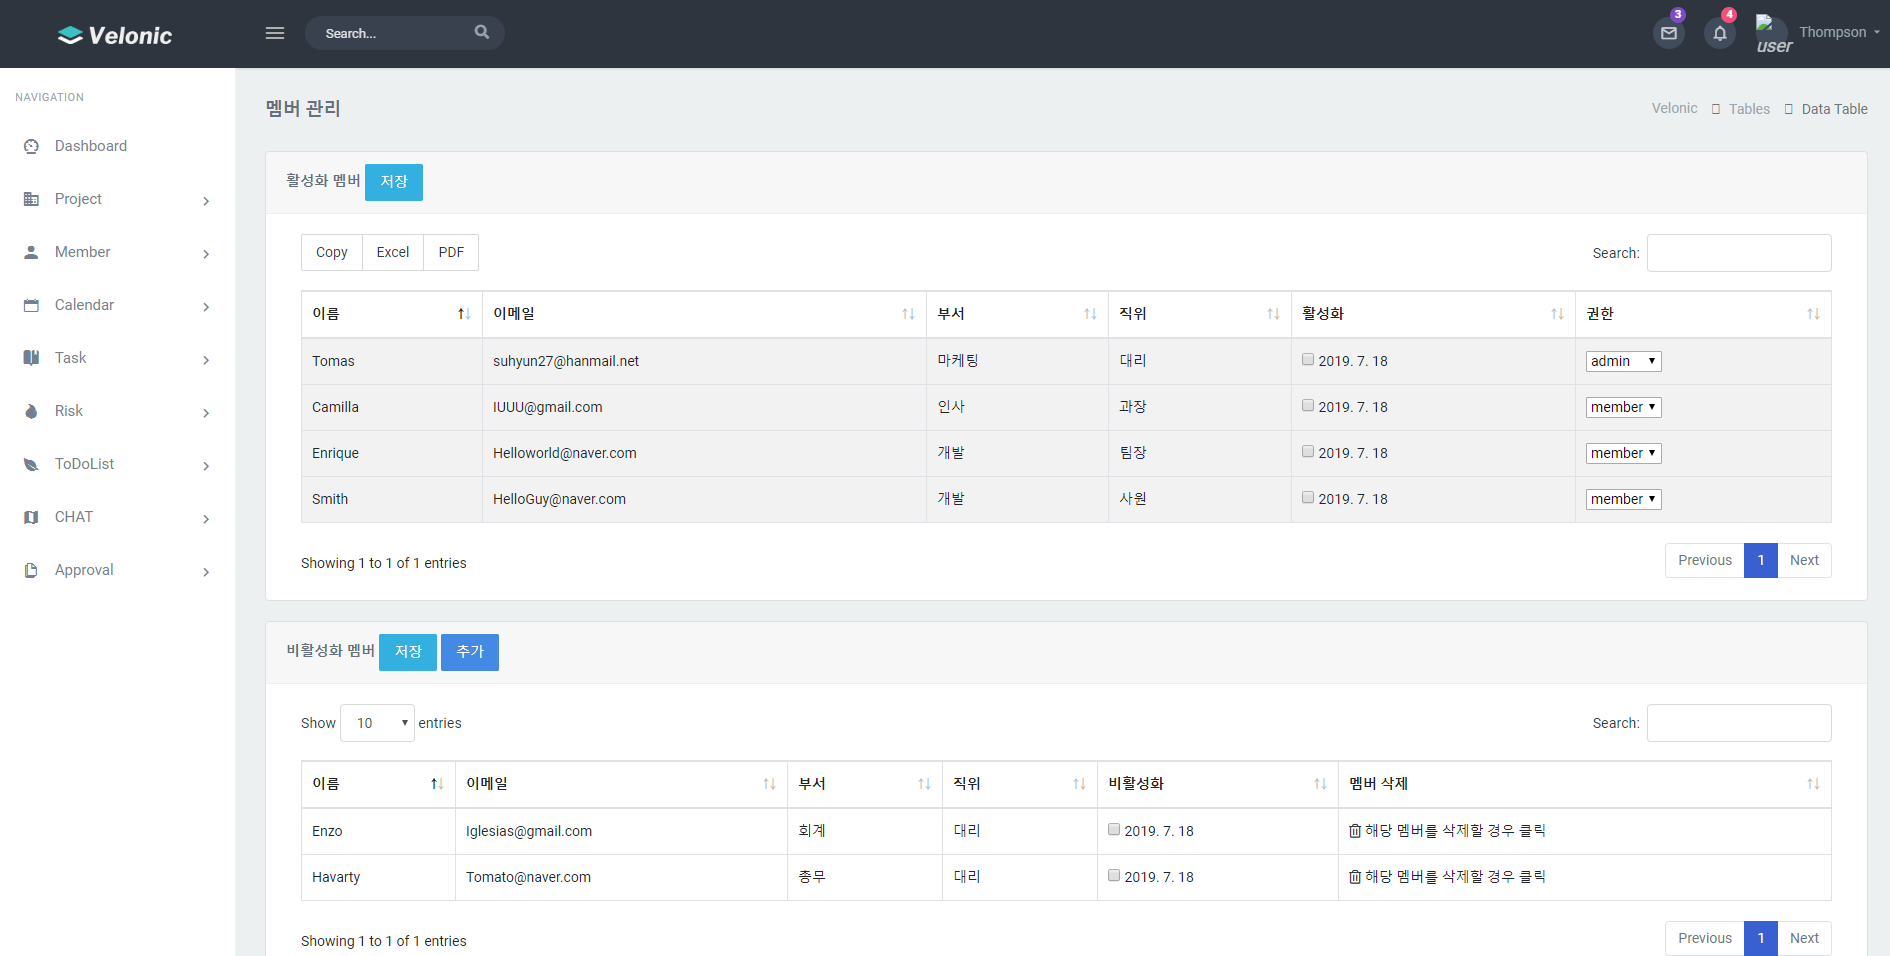 Velonic
Search...
3
4
user
Thompson
NAVIGATION
Dashboard
Project
Member
Calendar
Task
Risk
ToDoList
CHAT
Approval
멤버 관리
Velonic Tables Data Table
활성화 멤버 저장
Copy Excel PDF
Search:
이름 이메일 부서 직위 활성화 권한
Tomas suhyun27@hanmail.net 마케팅 대리 2019. 7. 18 admin
Camilla IUUU@gmail.com 인사 과장 2019. 7. 18 member
Enrique Helloworld@naver.com 개발 팀장 2019. 7. 18 member
Smith HelloGuy@naver.com 개발 사원 2019. 7. 18 member
Showing 1 to 1 of 1 entries
Previous 1 Next
비활성화 멤버 저장 추가
Show 10 entries
Search:
이름 이메일 부서 직위 비활성화 멤버 삭제
Enzo Iglesias@gmail.com 회계 대리 2019. 7. 18 해당 멤버를 삭제할 경우 클릭
Havarty Tomato@naver.com 총무 대리 2019. 7. 18 해당 멤버를 삭제할 경우 클릭
Showing 1 to 1 of 1 entries
Previous 1 Next